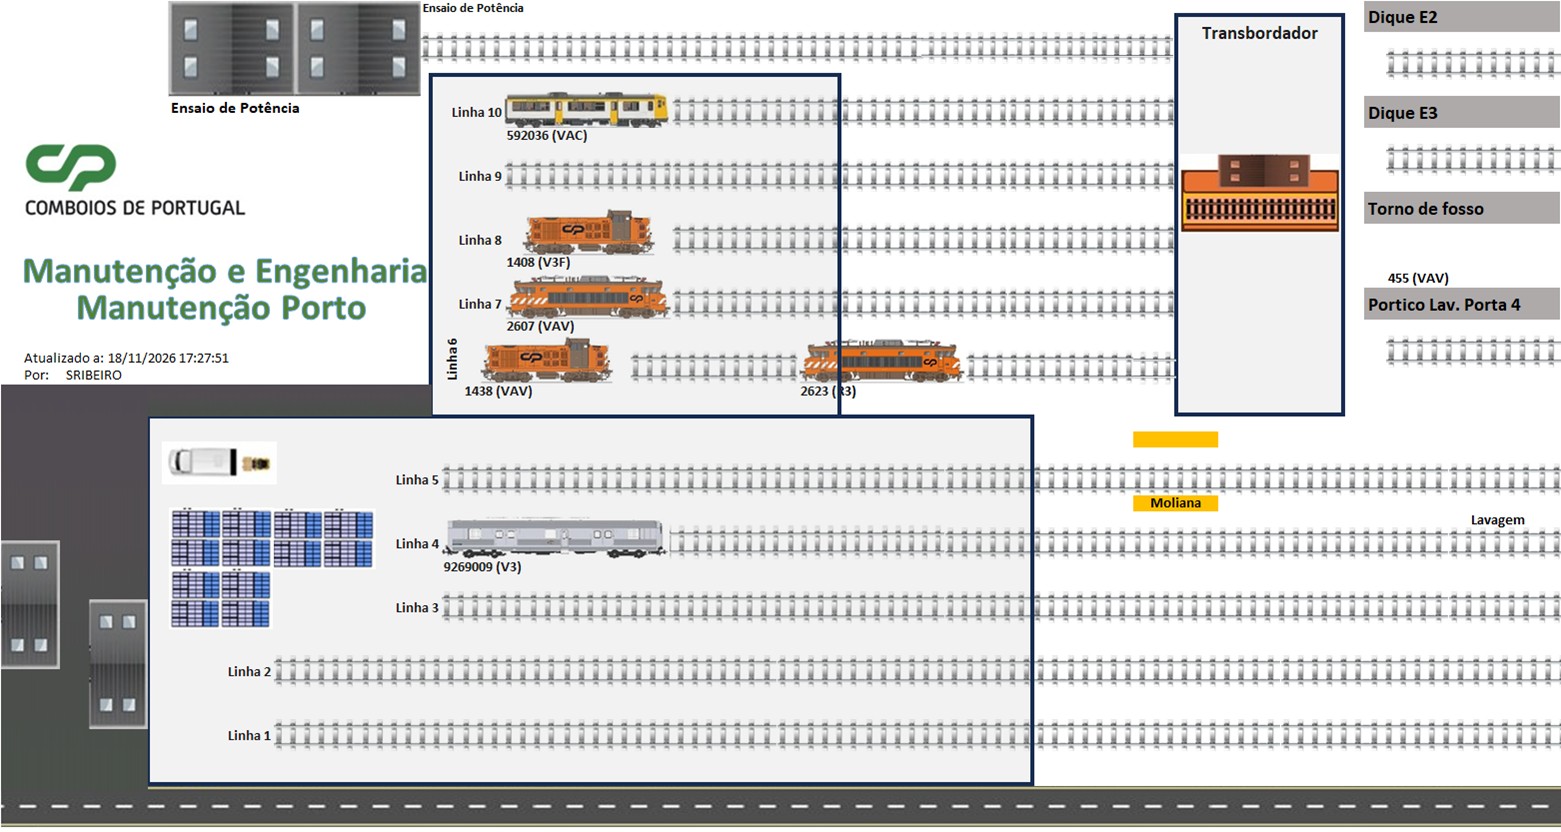 Ensaio de Potência
Ensaio de Potência
Transbordador
Dique E2
Dique E3
Torno de fosso
455 (VAV)
Portico Lav. Porta 4
CP
COMBOIOS DE PORTUGAL
Manutenção e Engenharia
Manutenção Porto
Atualizado a: 18/11/2026 17:27:51
Por: SRIBEIRO
Linha 10
592036 (VAC)
Linha 9
Linha 8
1408 (V3F)
Linha 7
2607 (VAV)
Linha 6
1438 (VAV)
2623 (R3)
Linha 5
Moliana
Lavagem
Linha 4
9269009 (V3)
Linha 3
Linha 2
Linha 1